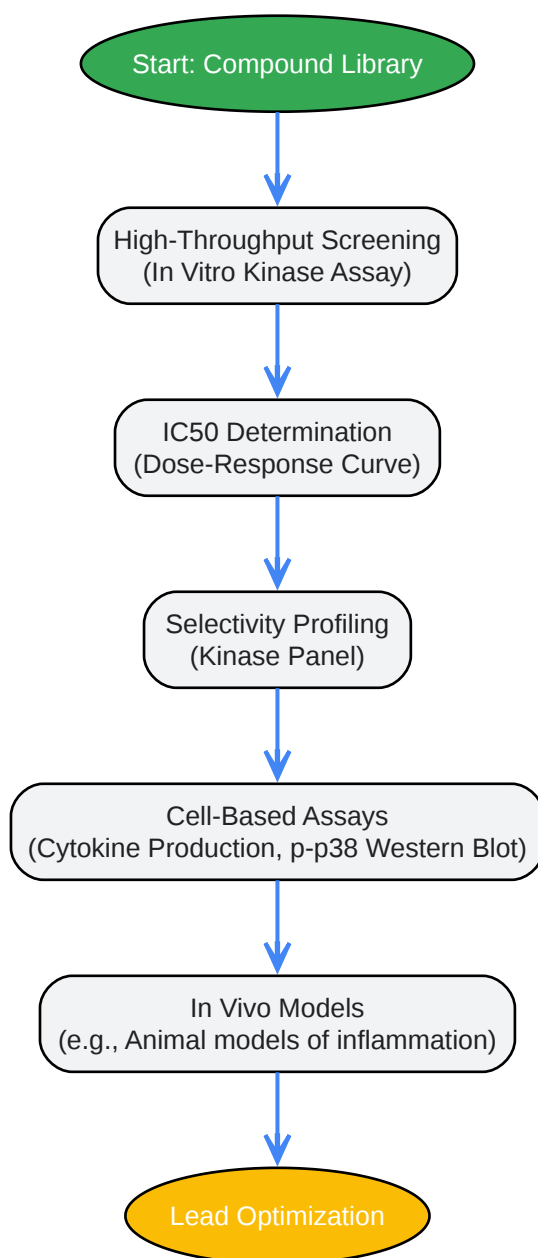 Start: Compound Library
High-Throughput Screening
(In Vitro Kinase Assay)
IC50 Determination
(Dose-Response Curve)
Selectivity Profiling
(Kinase Panel)
Cell-Based Assays
(Cytokine Production, p-p38 Western Blot)
In Vivo Models
(e.g., Animal models of inflammation)
Lead Optimization